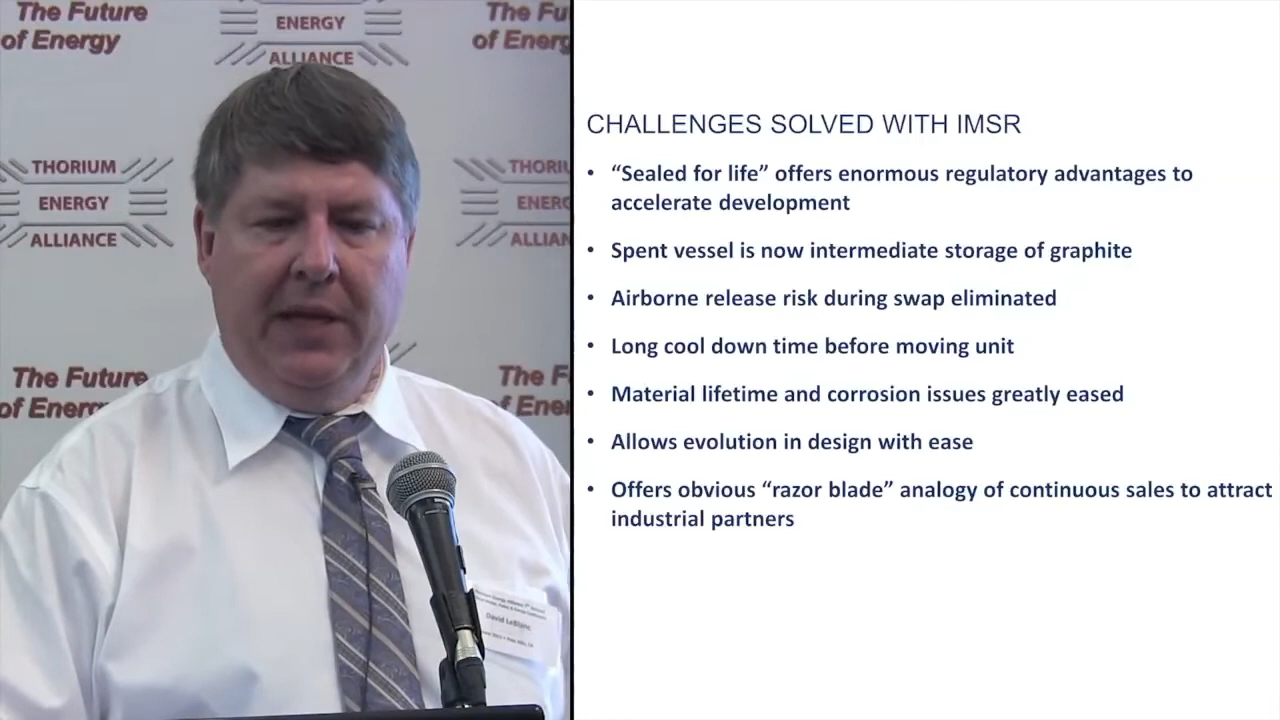 The Future
of Energy
ENERGY
ALLIANCE
The Future
of Energ
THORIUM
ENERGY
ALLIANCE
THORIU
ENERG
ALLIAN
The Future
of Energy
The F
of Ener
David LeBlanc
CHALLENGES SOLVED WITH IMSR
• “Sealed for life” offers enormous regulatory advantages to
accelerate development
• Spent vessel is now intermediate storage of graphite
• Airborne release risk during swap eliminated
• Long cool down time before moving unit
• Material lifetime and corrosion issues greatly eased
• Allows evolution in design with ease
• Offers obvious “razor blade” analogy of continuous sales to attract
industrial partners